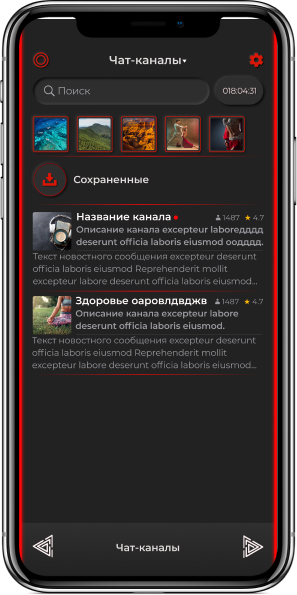 Чат-каналы
Поиск
018:04:31
Сохраненные
Название канала 1487 4.7
Описание канала excepteur laboredддд
deserunt officia laboris eiusmod оодддд.
Текст новостного сообщения excepteur deserunt
officia laboris eiusmod Reprehenderit mollit
excepteur labore deserunt officia laboris eiusmod...
Здоровье оаровлдвджв 1487 4.7
Описание канала excepteur labore
deserunt officia laboris eiusmod.
Текст новостного сообщения excepteur deserunt
officia laboris eiusmod Reprehenderit mollit
excepteur labore deserunt officia laboris eiusmod...
Чат-каналы